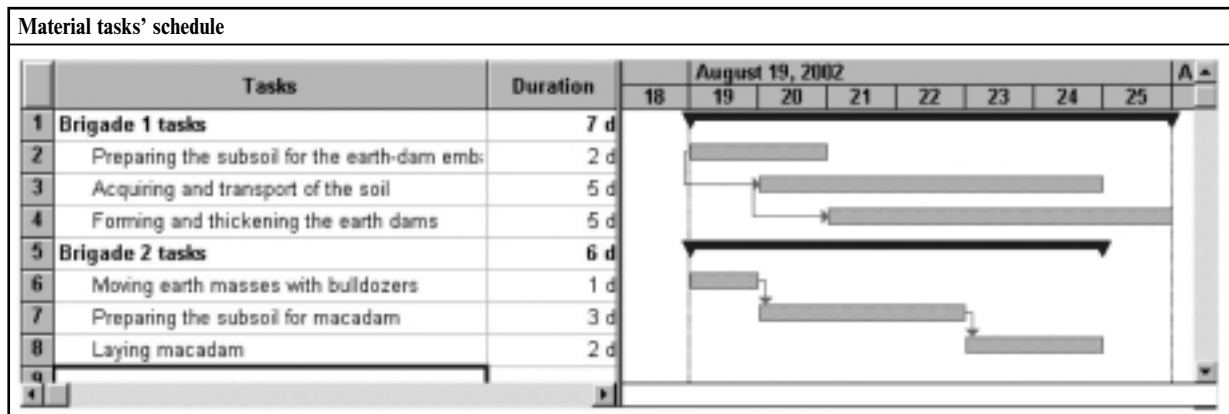 Material tasks’ schedule
Tasks Duration August 19, 2002 A
18 19 20 21 22 23 24 25
1 Brigade 1 tasks 7 d
2 Preparing the subsoil for the earth-dam emb 2 d
3 Acquiring and transport of the soil 5 d
4 Forming and thickening the earth dams 5 d
5 Brigade 2 tasks 6 d
6 Moving earth masses with bulldozers 1 d
7 Preparing the subsoil for macadam 3 d
8 Laying macadam 2 d
9